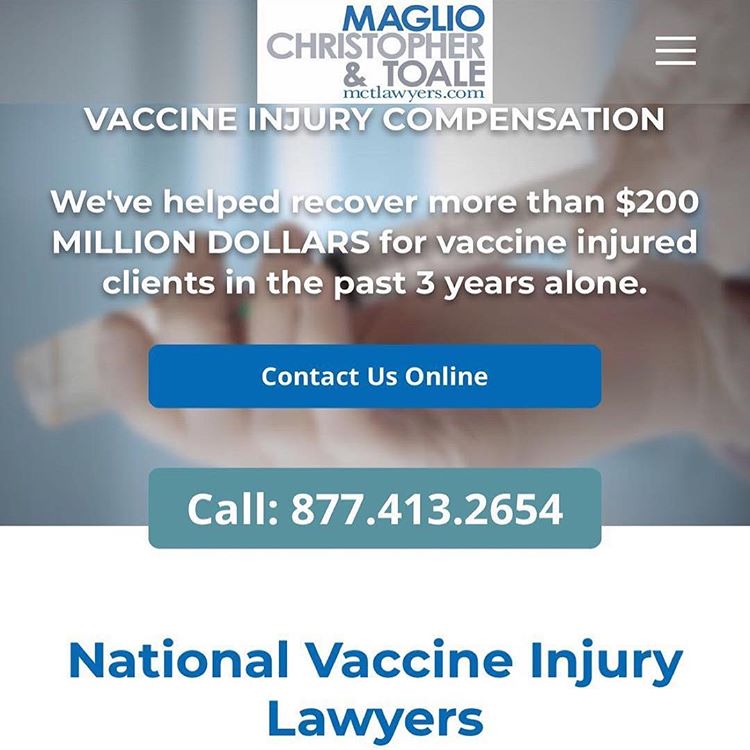 MAGLIO
CHRISTOPHER
& TOALE
mctlawyers.com
VACCINE INJURY COMPENSATION
We've helped recover more than $200
MILLION DOLLARS for vaccine injured
clients in the past 3 years alone.
Contact Us Online
Call: 877.413.2654
National Vaccine Injury
Lawyers